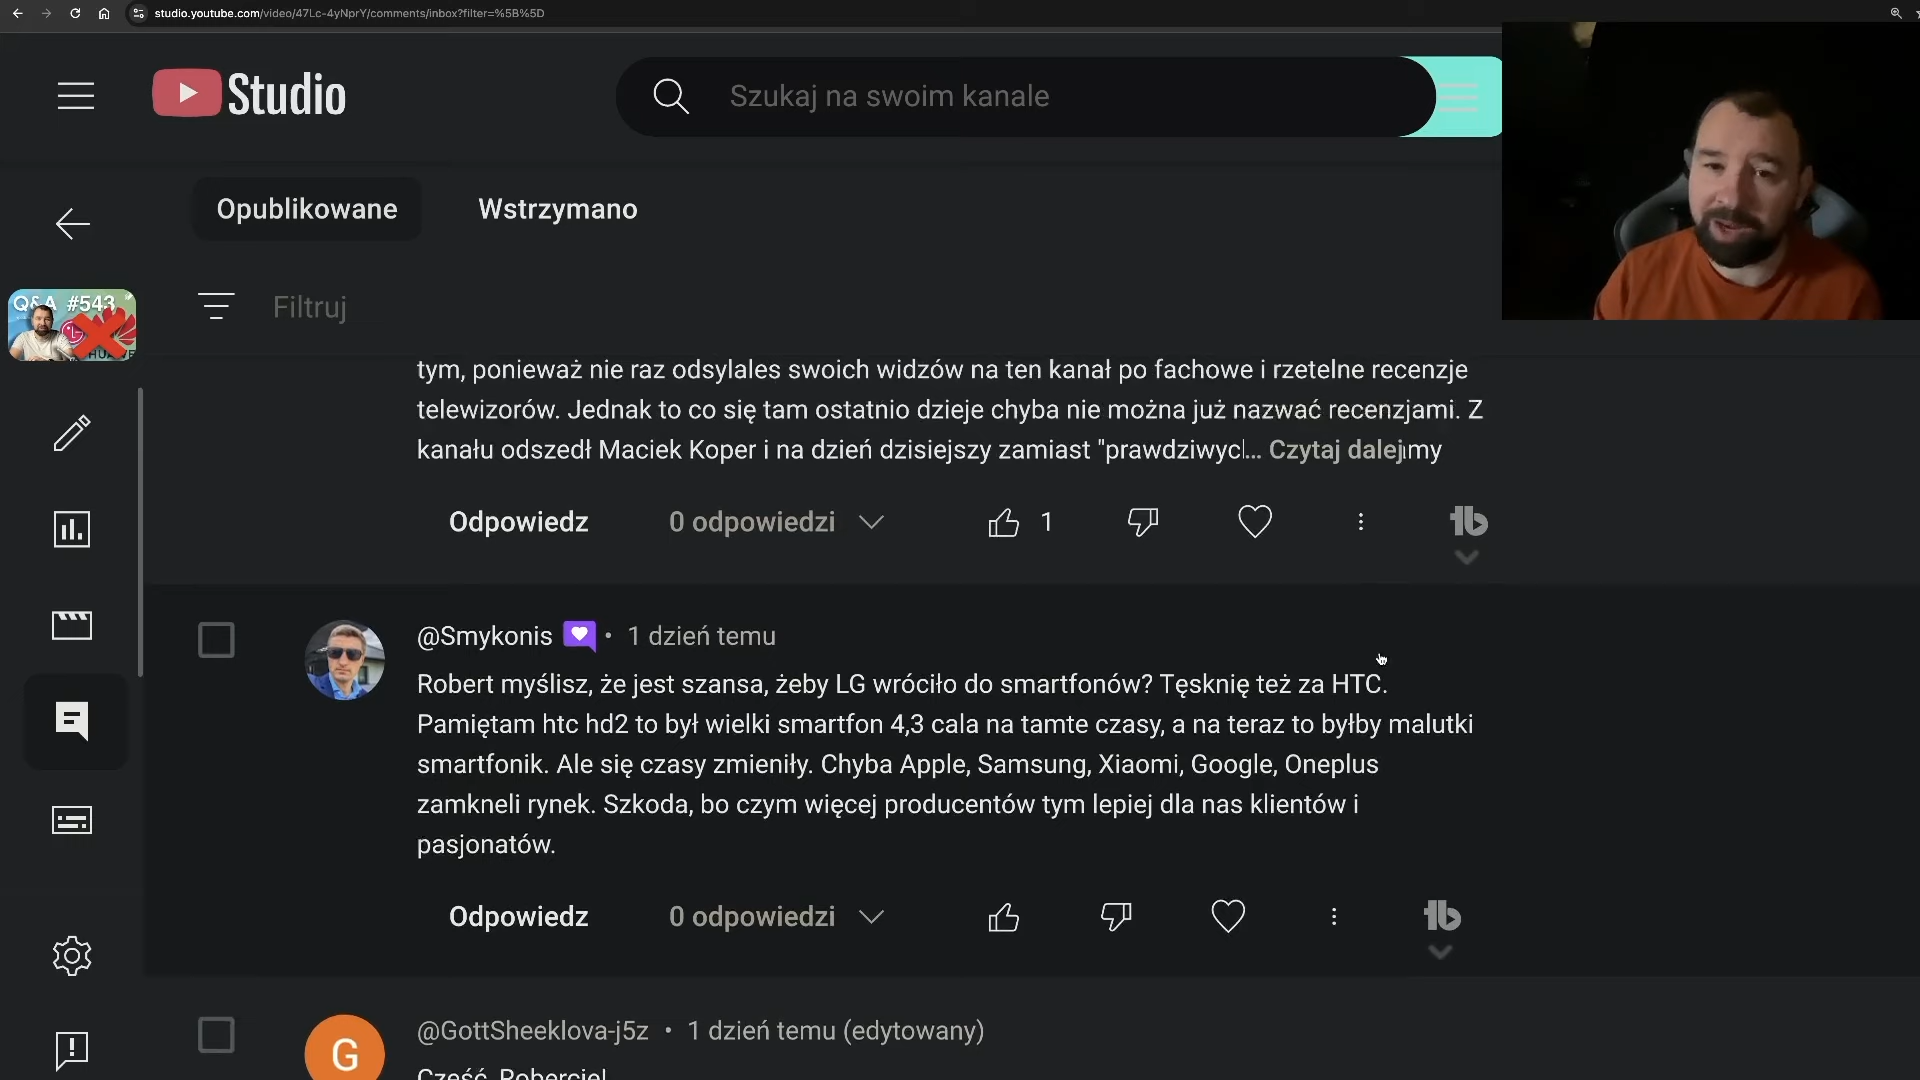 studio.youtube.com/video/47Lc-4yNprY/comments/inbox?filter=%5B%5D
Studio
Szukaj na swoim kanale
Opublikowane
Wstrzymano
Q&A #543
Filtruj
tym, ponieważ nie raz odsylales swoich widzów na ten kanał po fachowe i rzetelne recenzje
telewizorów. Jednak to co się tam ostatnio dzieje chyba nie można już nazwać recenzjami. Z
kanału odszedł Maciek Koper i na dzień dzisiejszy zamiast "prawdziwycl... Czytaj dalej my
Odpowiedz
0 odpowiedzi
1
@Smykonis • 1 dzień temu
Robert myślisz, że jest szansa, żeby LG wróciło do smartfonów? Tęsknię też za HTC.
Pamiętam htc hd2 to był wielki smartfon 4,3 cala na tamte czasy, a na teraz to byłby malutki
smartfonik. Ale się czasy zmieniły. Chyba Apple, Samsung, Xiaomi, Google, Oneplus
zamkneli rynek. Szkoda, bo czym więcej producentów tym lepiej dla nas klientów i
pasjonatów.
Odpowiedz
0 odpowiedzi
G
@GottSheeklova-j5z • 1 dzień temu (edytowany)
Cześć, Robercie!